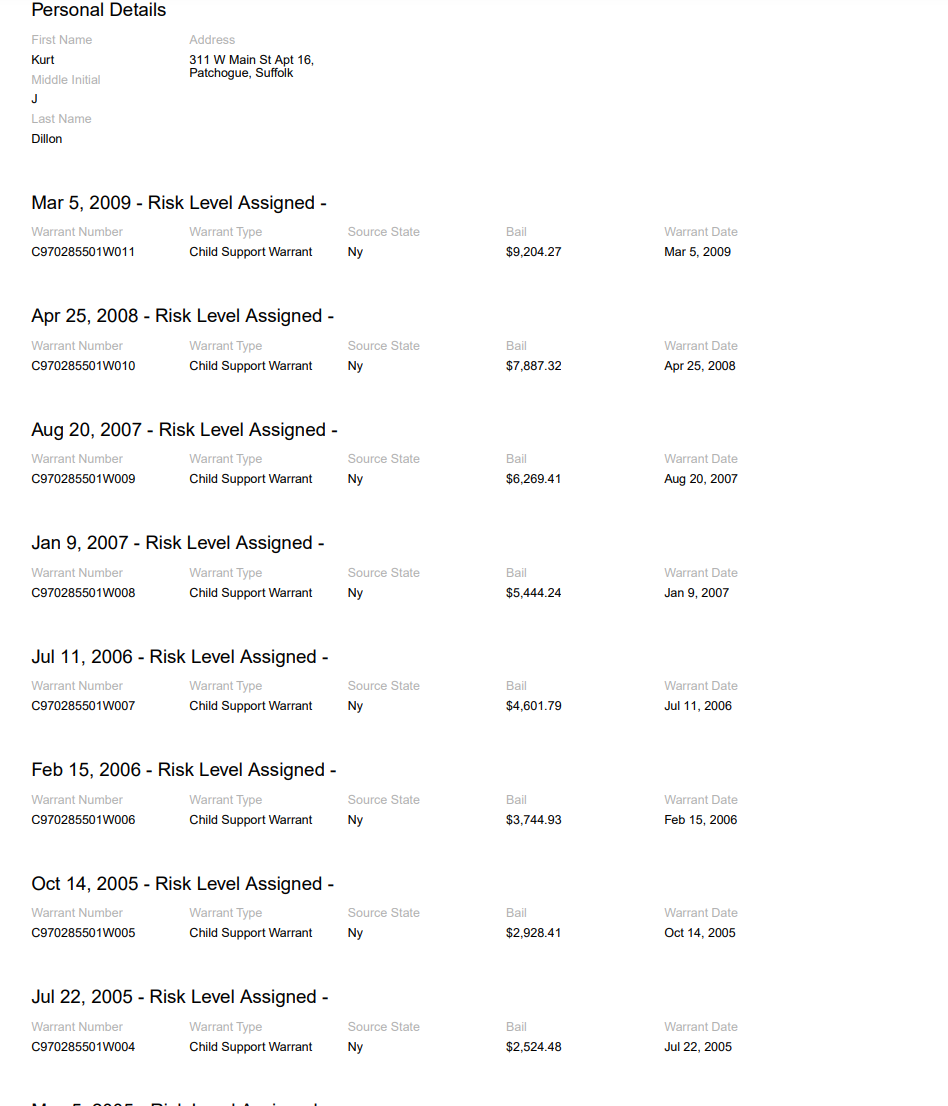 Personal Details
First Name Address
Kurt 311 W Main St Apt 16,
Patchogue, Suffolk
Middle Initial
J
Last Name
Dillon
Mar 5, 2009 - Risk Level Assigned -
Warrant Number Warrant Type Source State Bail Warrant Date
C970285501W011 Child Support Warrant Ny $9,204.27 Mar 5, 2009
Apr 25, 2008 - Risk Level Assigned -
Warrant Number Warrant Type Source State Bail Warrant Date
C970285501W010 Child Support Warrant Ny $7,887.32 Apr 25, 2008
Aug 20, 2007 - Risk Level Assigned -
Warrant Number Warrant Type Source State Bail Warrant Date
C970285501W009 Child Support Warrant Ny $6,269.41 Aug 20, 2007
Jan 9, 2007 - Risk Level Assigned -
Warrant Number Warrant Type Source State Bail Warrant Date
C970285501W008 Child Support Warrant Ny $5,444.24 Jan 9, 2007
Jul 11, 2006 - Risk Level Assigned -
Warrant Number Warrant Type Source State Bail Warrant Date
C970285501W007 Child Support Warrant Ny $4,601.79 Jul 11, 2006
Feb 15, 2006 - Risk Level Assigned -
Warrant Number Warrant Type Source State Bail Warrant Date
C970285501W006 Child Support Warrant Ny $3,744.93 Feb 15, 2006
Oct 14, 2005 - Risk Level Assigned -
Warrant Number Warrant Type Source State Bail Warrant Date
C970285501W005 Child Support Warrant Ny $2,928.41 Oct 14, 2005
Jul 22, 2005 - Risk Level Assigned -
Warrant Number Warrant Type Source State Bail Warrant Date
C970285501W004 Child Support Warrant Ny $2,524.48 Jul 22, 2005